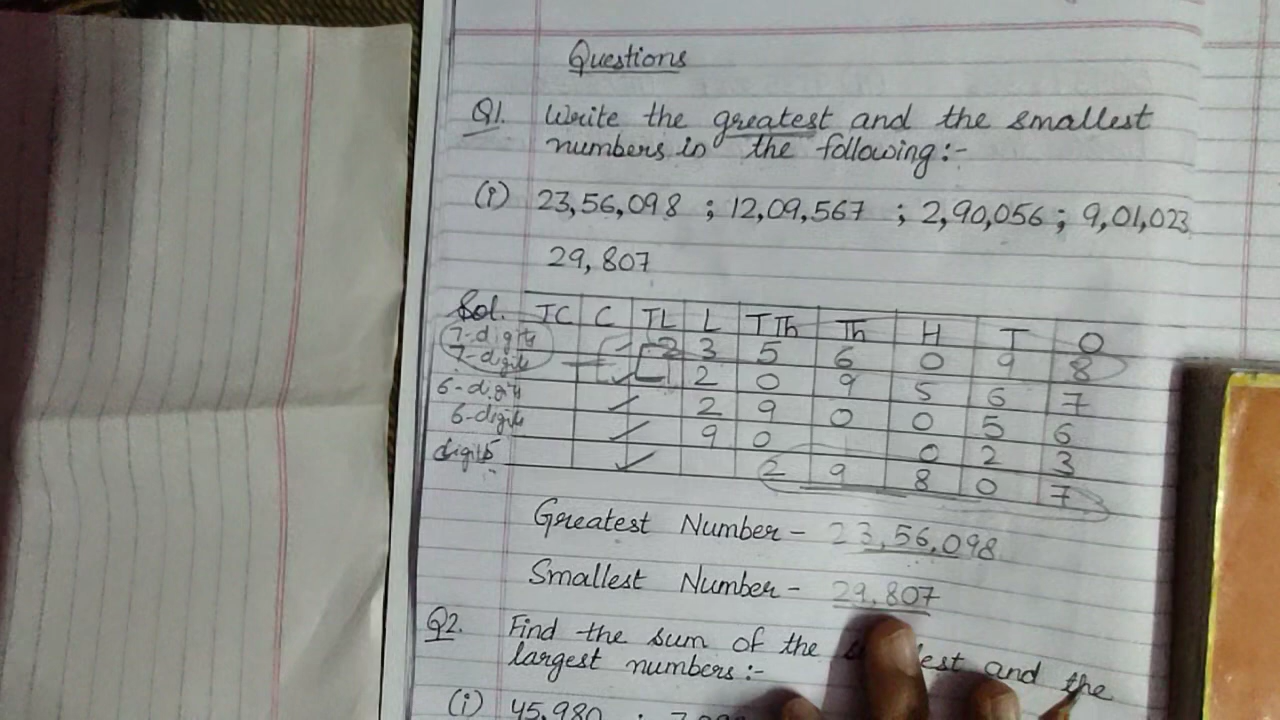 Questions
Q1. Write the greatest and the smallest
numbers in the following:-
(i) 23,56,098 ; 12,09,567 ; 2,90,056 ; 9,01,023
29,807
Sol. TC C TL L TTh Th H T O
7-digits 2 3 5 6 0 9 8
7-digits 1 2 0 9 5 6 7
6-digits 2 9 0 0 5 6
6-digits 9 0 0 2 3
digits 2 9 8 0 7
Greatest Number - 23,56,098
Smallest Number - 29,807
Q2. Find the sum of the and the
largest numbers:-
(i) 45,980 ;